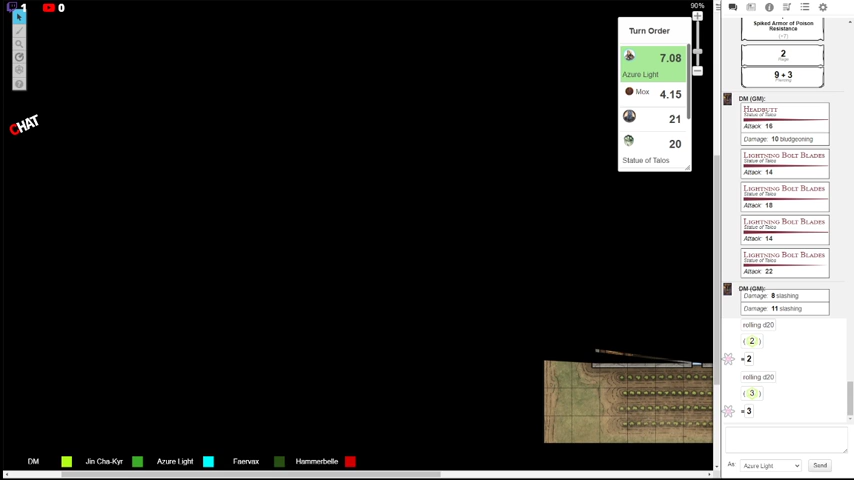 1
0
90%
Turn Order
7.08
Azure Light
Mox 4.15
21
20
Statue of Talos
CHAT
DM
Jin Cha-Kyr
Azure Light
Faervax
Hammerbelle
Spiked Armor of Poison
Resistance
(+7)
2
Rage
9 + 3
Piercing
DM (GM):
Headbutt
Statue of Talos
Attack: 16
Damage: 10 bludgeoning
Lightning Bolt Blades
Statue of Talos
Attack: 14
Lightning Bolt Blades
Statue of Talos
Attack: 18
Lightning Bolt Blades
Statue of Talos
Attack: 14
Lightning Bolt Blades
Statue of Talos
Attack: 22
DM (GM):
Damage: 8 slashing
Damage: 11 slashing
rolling d20
(2)
=2
rolling d20
(3)
=3
As: Azure Light
Send